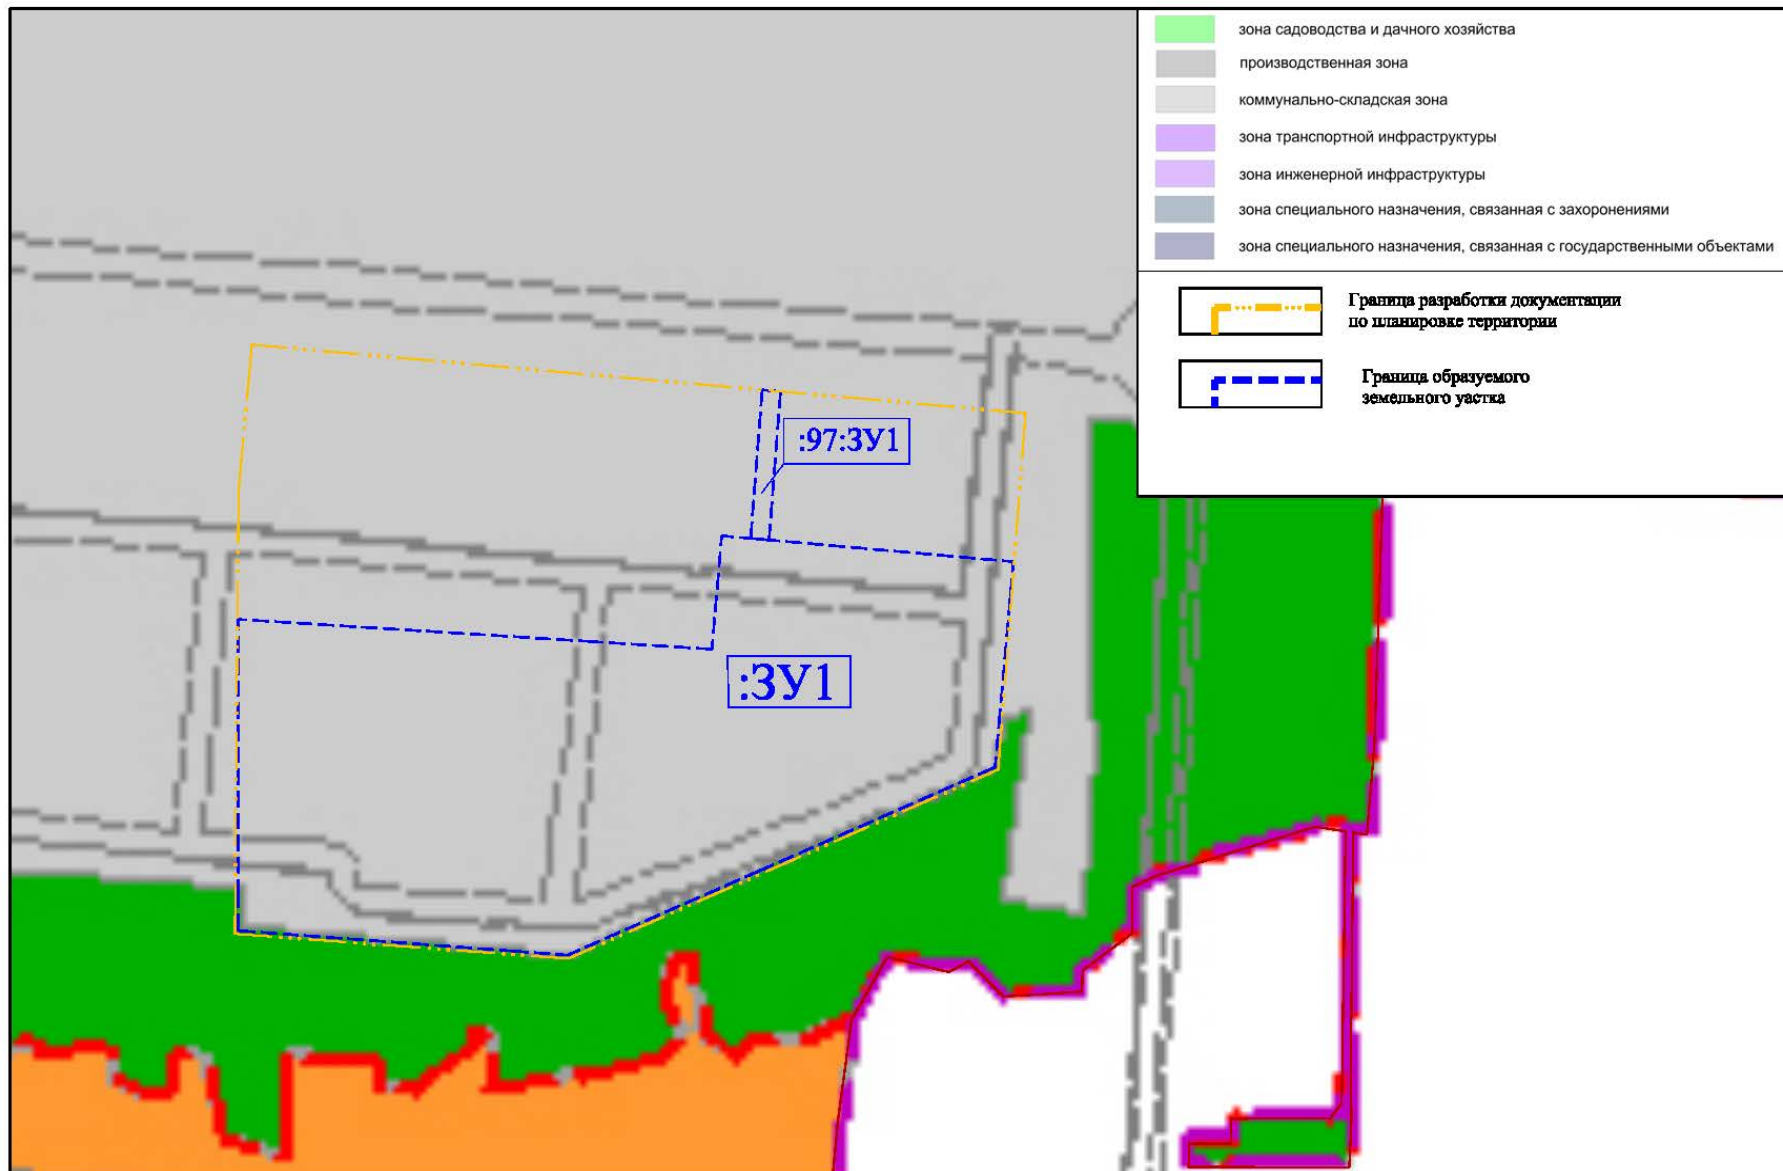 зона садоводства и дачного хозяйства
производственная зона
коммунально-складская зона
зона транспортной инфраструктуры
зона инженерной инфраструктуры
зона специального назначения, связанная с захоронениями
зона специального назначения, связанная с государственными объектами
Граница разработки документации
по планировке территории
Граница образуемого
земельного уастка
:97:ЗУ1
:ЗУ1